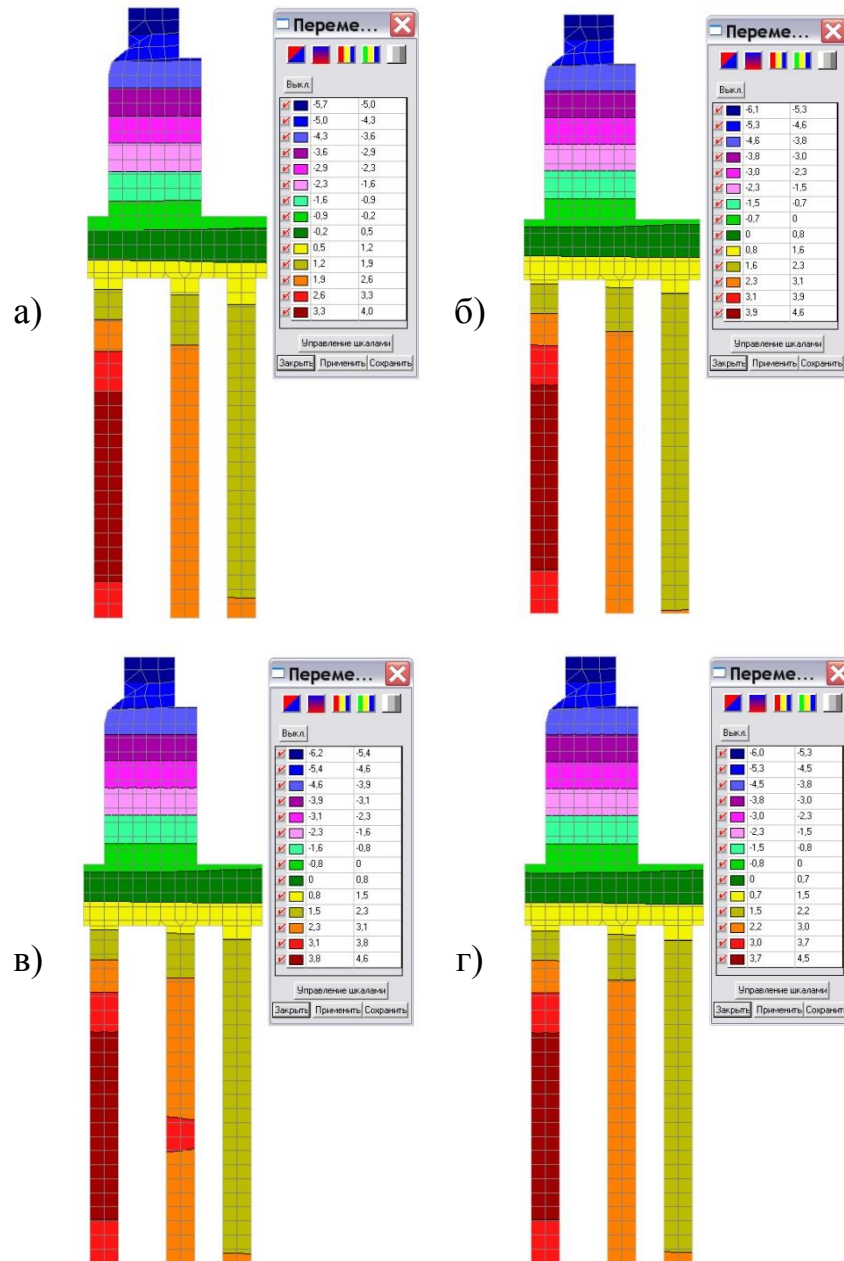 Переме...
Выкл.
-5,7 -5,0
-5,0 -4,3
-4,3 -3,6
-3,6 -2,9
-2,9 -2,3
-2,3 -1,6
-1,6 -0,9
-0,9 -0,2
-0,2 0,5
0,5 1,2
1,2 1,9
1,9 2,6
2,6 3,3
3,3 4,0
Управление шкалами
Закрыть Применить Сохранить
а)
Переме...
Выкл.
-6,1 -5,3
-5,3 -4,6
-4,6 -3,8
-3,8 -3,0
-3,0 -2,3
-2,3 -1,5
-1,5 -0,7
-0,7 0
0 0,8
0,8 1,6
1,6 2,3
2,3 3,1
3,1 3,9
3,9 4,6
Управление шкалами
Закрыть Применить Сохранить
б)
Переме...
Выкл.
-6,2 -5,4
-5,4 -4,6
-4,6 -3,9
-3,9 -3,1
-3,1 -2,3
-2,3 -1,6
-1,6 -0,8
-0,8 0
0 0,8
0,8 1,5
1,5 2,3
2,3 3,1
3,1 3,8
3,8 4,6
Управление шкалами
Закрыть Применить Сохранить
в)
Переме...
Выкл.
-6,0 -5,3
-5,3 -4,5
-4,5 -3,8
-3,8 -3,0
-3,0 -2,3
-2,3 -1,5
-1,5 -0,8
-0,8 0
0 0,7
0,7 1,5
1,5 2,2
2,2 3,0
3,0 3,7
3,7 4,5
Управление шкалами
Закрыть Применить Сохранить
г)